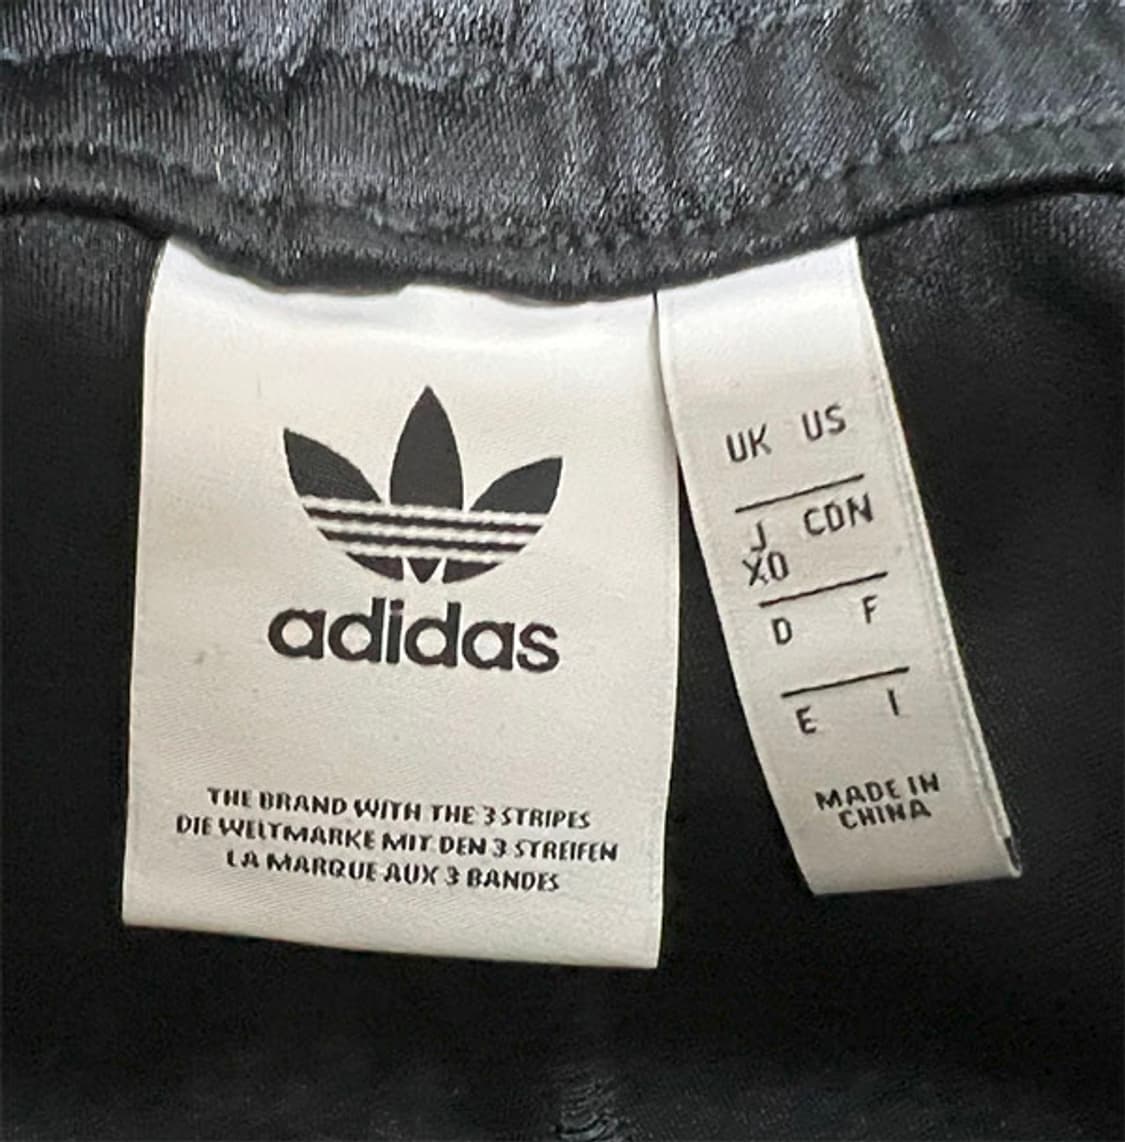 adidas
THE BRAND WITH THE 3 STRIPES
DIE WELTMARKE MIT DEN 3 STREIFEN
LA MARQUE AUX 3 BANDES
UK US
J CDN
XO
D F
E I
MADE IN
CHINA